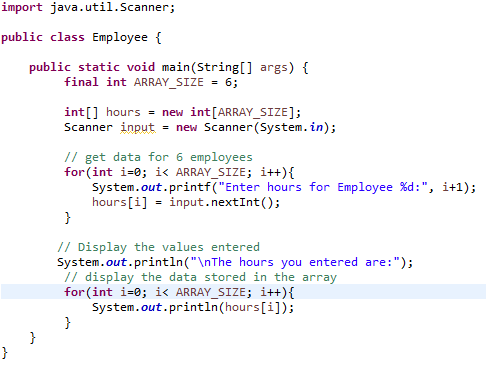 import java.util.Scanner;
public class Employee {
public static void main(String[] args) {
final int ARRAY_SIZE = 6;
int[] hours = new int[ARRAY_SIZE];
Scanner input = new Scanner(System.in);
// get data for 6 employees
for(int i=0; i< ARRAY_SIZE; i++){
System.out.printf("Enter hours for Employee %d:", i+1);
hours[i] = input.nextInt();
}
// Display the values entered
System.out.println("\nThe hours you entered are:");
// display the data stored in the array
for(int i=0; i< ARRAY_SIZE; i++){
System.out.println(hours[i]);
}
}
}